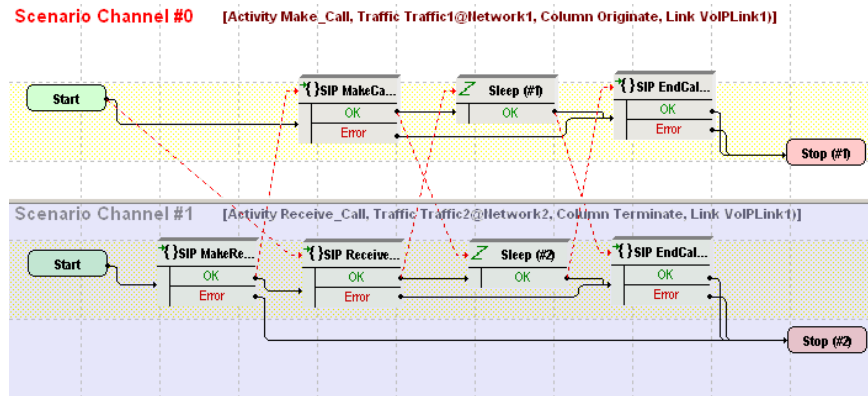 Scenario Channel #0 [Activity Make_Call, Traffic Traffic1@Network1, Column Originate, Link VoIPLink1)]
Start
{}SIP MakeCa...
OK
Error
Sleep (#1)
OK
{}SIP EndCal...
OK
Error
Stop (#1)
Scenario Channel #1 [Activity Receive_Call, Traffic Traffic2@Network2, Column Terminate, Link VoIPLink1)]
Start
{}SIP MakeRe...
OK
Error
{}SIP Receive...
OK
Error
Sleep (#2)
OK
{}SIP EndCal...
OK
Error
Stop (#2)